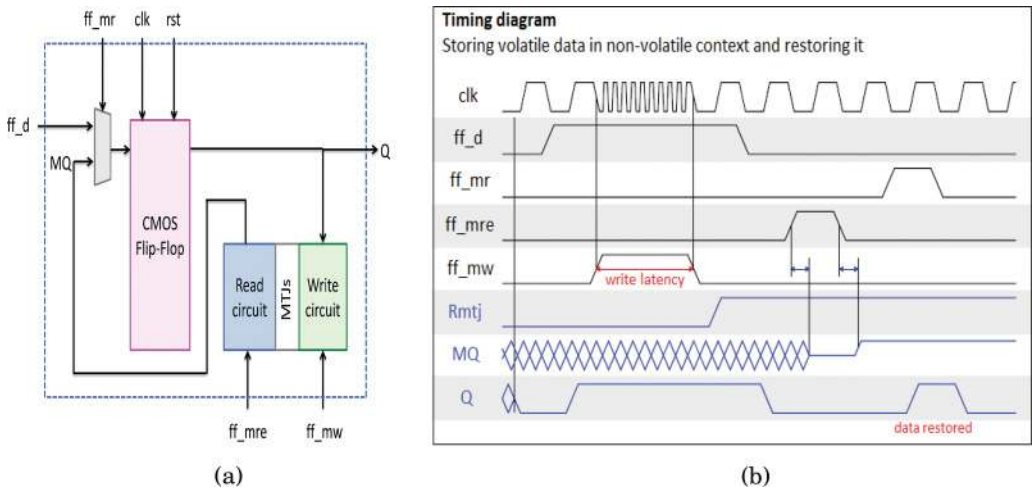 ff_mr clk rst
ff_d
MQ
Q
CMOS
Flip-Flop
Read
circuit
MTJs
Write
circuit
ff_mre ff_mw
(a)
Timing diagram
Storing volatile data in non-volatile context and restoring it
clk
ff_d
ff_mr
ff_mre
ff_mw
write latency
Rmtj
MQ
Q
data restored
(b)